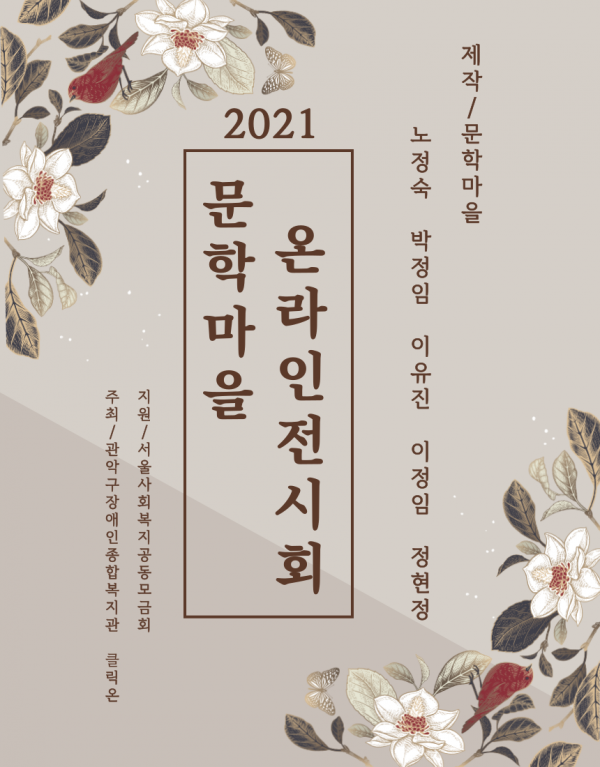 2021
문학마을
온라인전시회
제작/문학마을
노정숙 박정임 이유진 이정임 정현정
지원/서울사회복지공동모금회
주최/관악구장애인종합복지관 클릭온